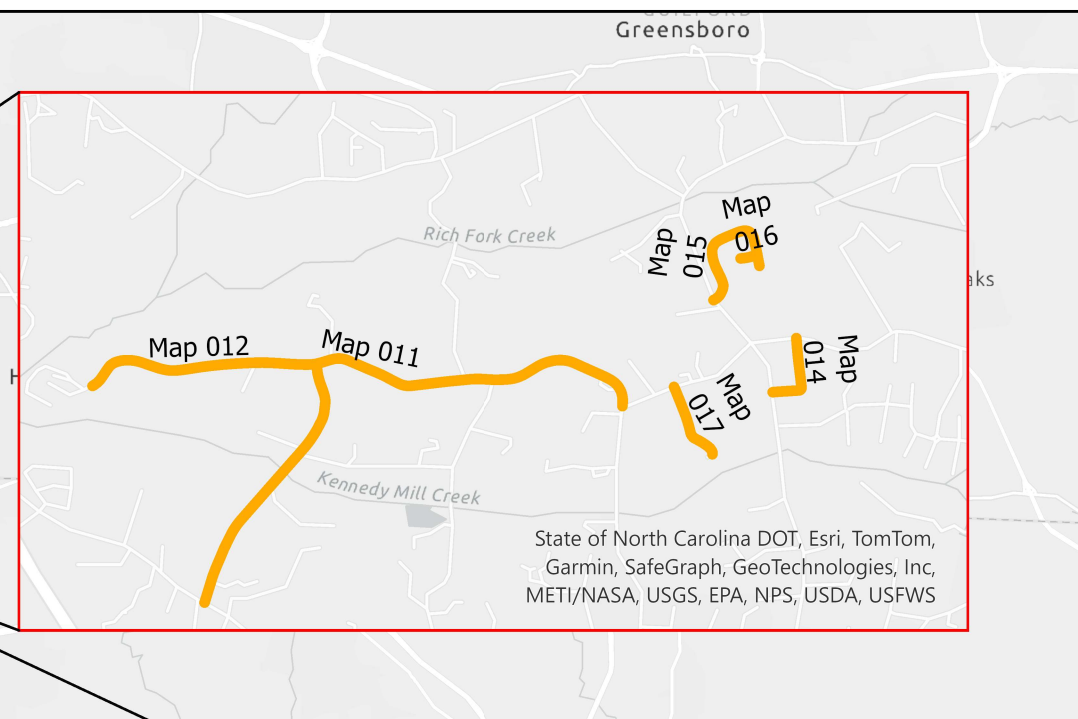 Greensboro
Map
016
Map
015
Rich Fork Creek
aks
Map 012
Map 011
Map
014
Map
017
H
Kennedy Mill Creek
State of North Carolina DOT, Esri, TomTom,
Garmin, SafeGraph, GeoTechnologies, Inc,
METI/NASA, USGS, EPA, NPS, USDA, USFWS